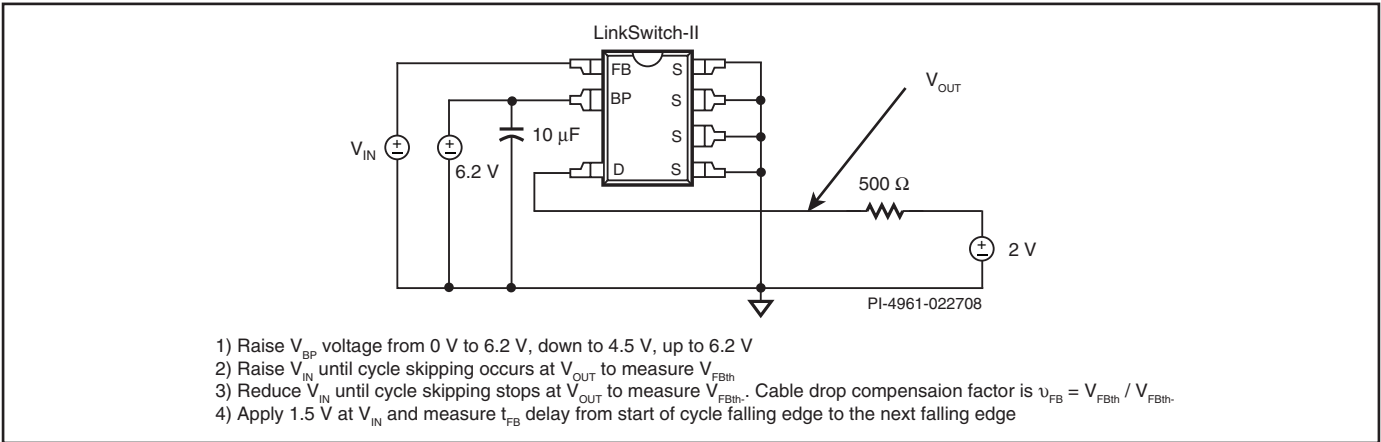 LinkSwitch-II
FB S
BP S
S
D S
V_OUT
V_IN
+
6.2 V
+
10 μF
500 Ω
+
2 V
PI-4961-022708
1) Raise V_BP voltage from 0 V to 6.2 V, down to 4.5 V, up to 6.2 V
2) Raise V_IN until cycle skipping occurs at V_OUT to measure V_FBth
3) Reduce V_IN until cycle skipping stops at V_OUT to measure V_FBth-. Cable drop compensaion factor is υ_FB = V_FBth / V_FBth-
4) Apply 1.5 V at V_IN and measure t_FB delay from start of cycle falling edge to the next falling edge